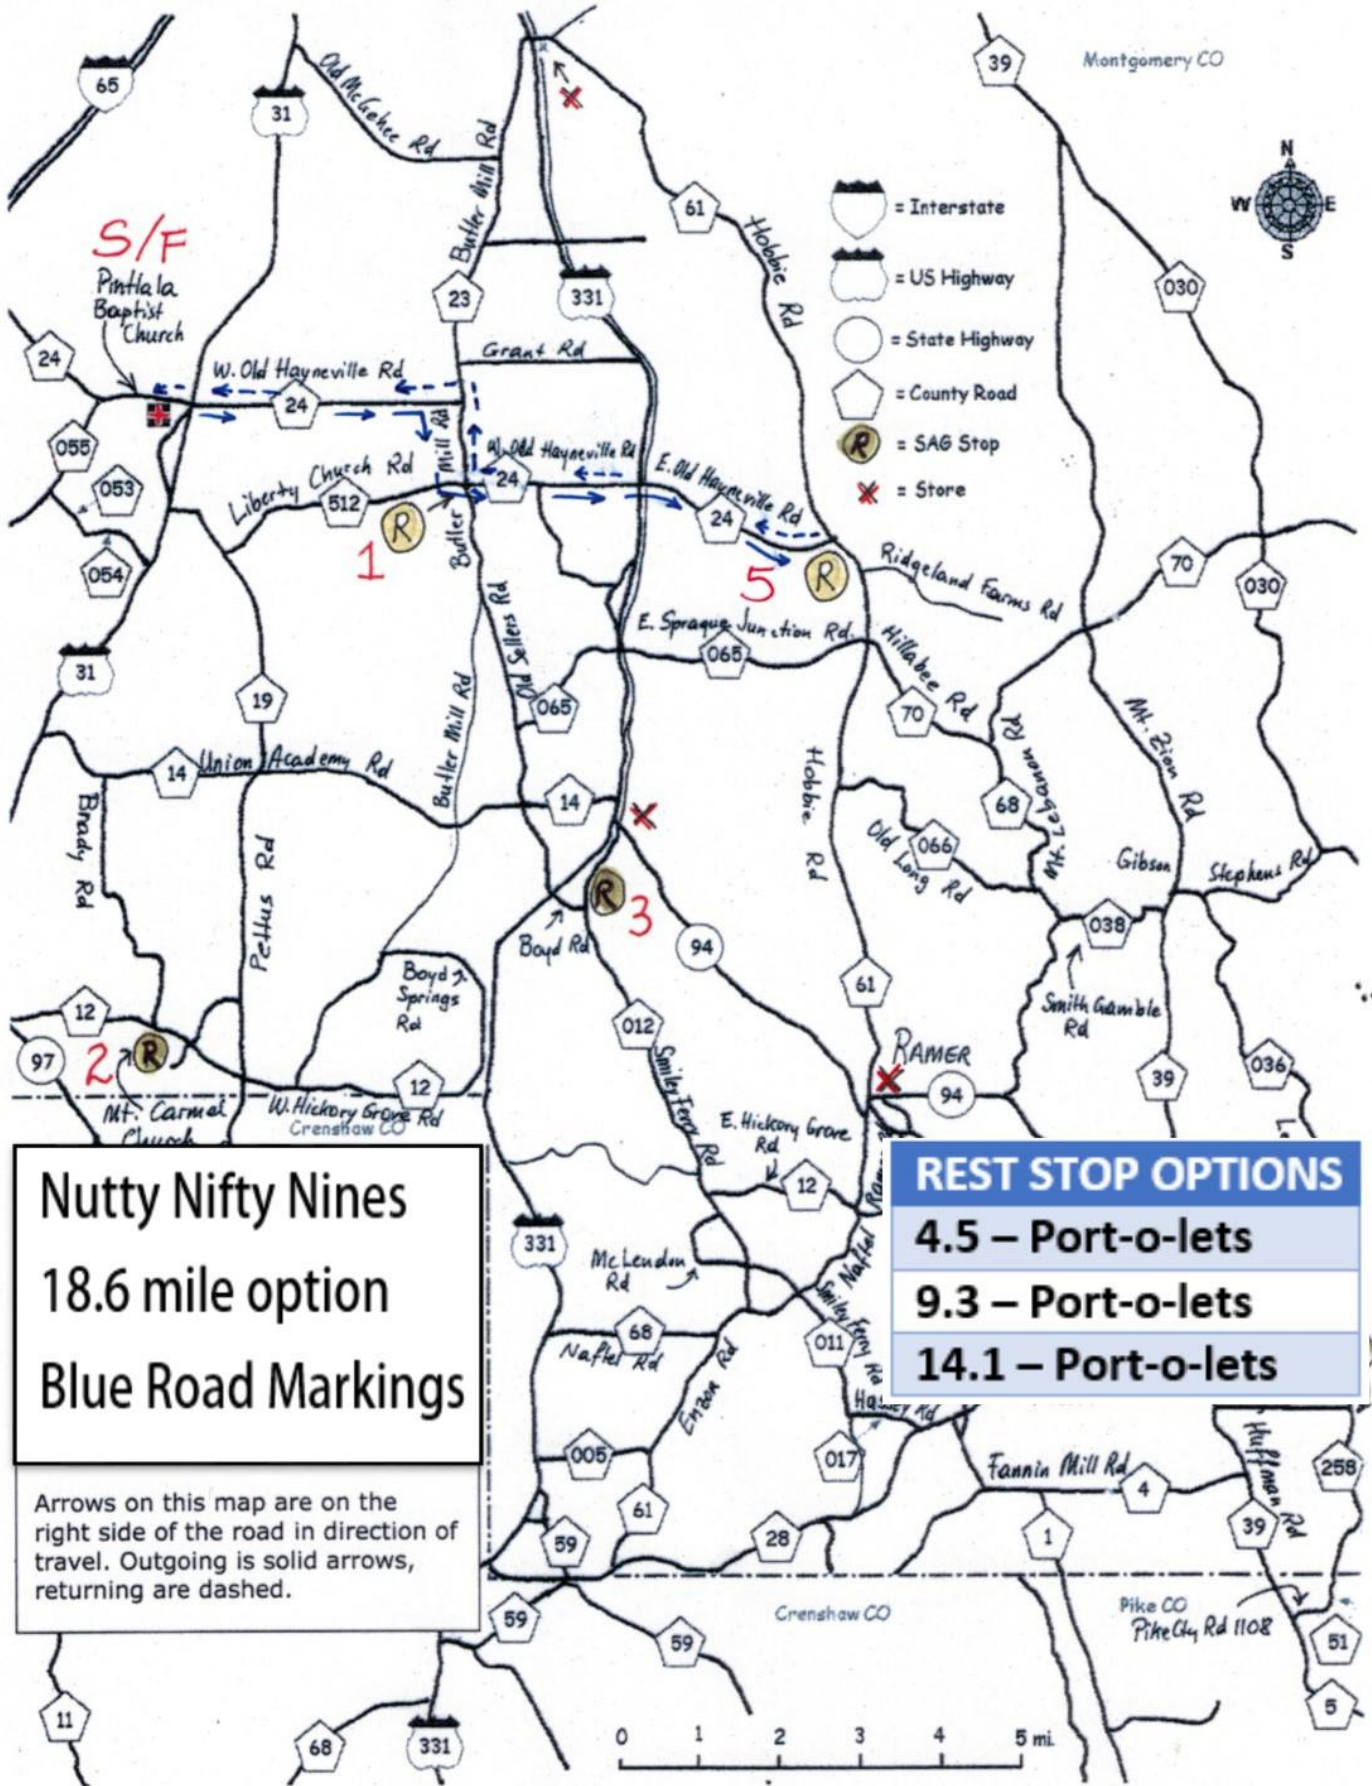 39
Montgomery CO
65
31
Old McGehee Rd
Butler Mill Rd
N
W
E
S
61
Hobbie Rd
= Interstate
S/F
Pintlala
Baptist
Church
23
331
= US Highway
030
= State Highway
24
W. Old Hayneville Rd
Grant Rd
24
= County Road
055
Mill Rd
W. Old Hayneville Rd
E. Old Hayneville Rd
R
= SAG Stop
053
Liberty Church Rd
512
24
24
= Store
R
1
Butler
054
5
R
Ridgeland Farms Rd
70
030
31
19
Old Sellers Rd
E. Sprague Junction Rd.
065
Hillabee Rd
065
70
Butler Mill Rd
Mt. Lebanon Rd
Mt. Zion Rd
14
Union Academy Rd
14
Hobbie Rd
68
Brady Rd
Pettus Rd
066
Old Long Rd
Gibson
Stephens Rd
R
3
Boyd Rd
94
038
Boyd
Springs
Rd
61
Smith Gamble
Rd
12
012
Smiley Ferry Rd
RAMER
97
2
R
12
94
39
036
Mt. Carmel
Church
W. Hickory Grove Rd
Crenshaw CO
E. Hickory Grove
Rd
12
Nutty Nifty Nines
18.6 mile option
Blue Road Markings
REST STOP OPTIONS
4.5 – Port-o-lets
9.3 – Port-o-lets
14.1 – Port-o-lets
331
McLendon
Rd
Naftel
Smiley Ferry Rd
68
Naftel Rd
011
Enzor Rd
005
017
Fannin Mill Rd
4
Huffman Rd
258
Arrows on this map are on the
right side of the road in direction of
travel. Outgoing is solid arrows,
returning are dashed.
61
59
28
1
39
59
59
Crenshaw CO
Pike CO
Pike Cty Rd 1108
51
5
11
68
331
0 1 2 3 4 5 mi.